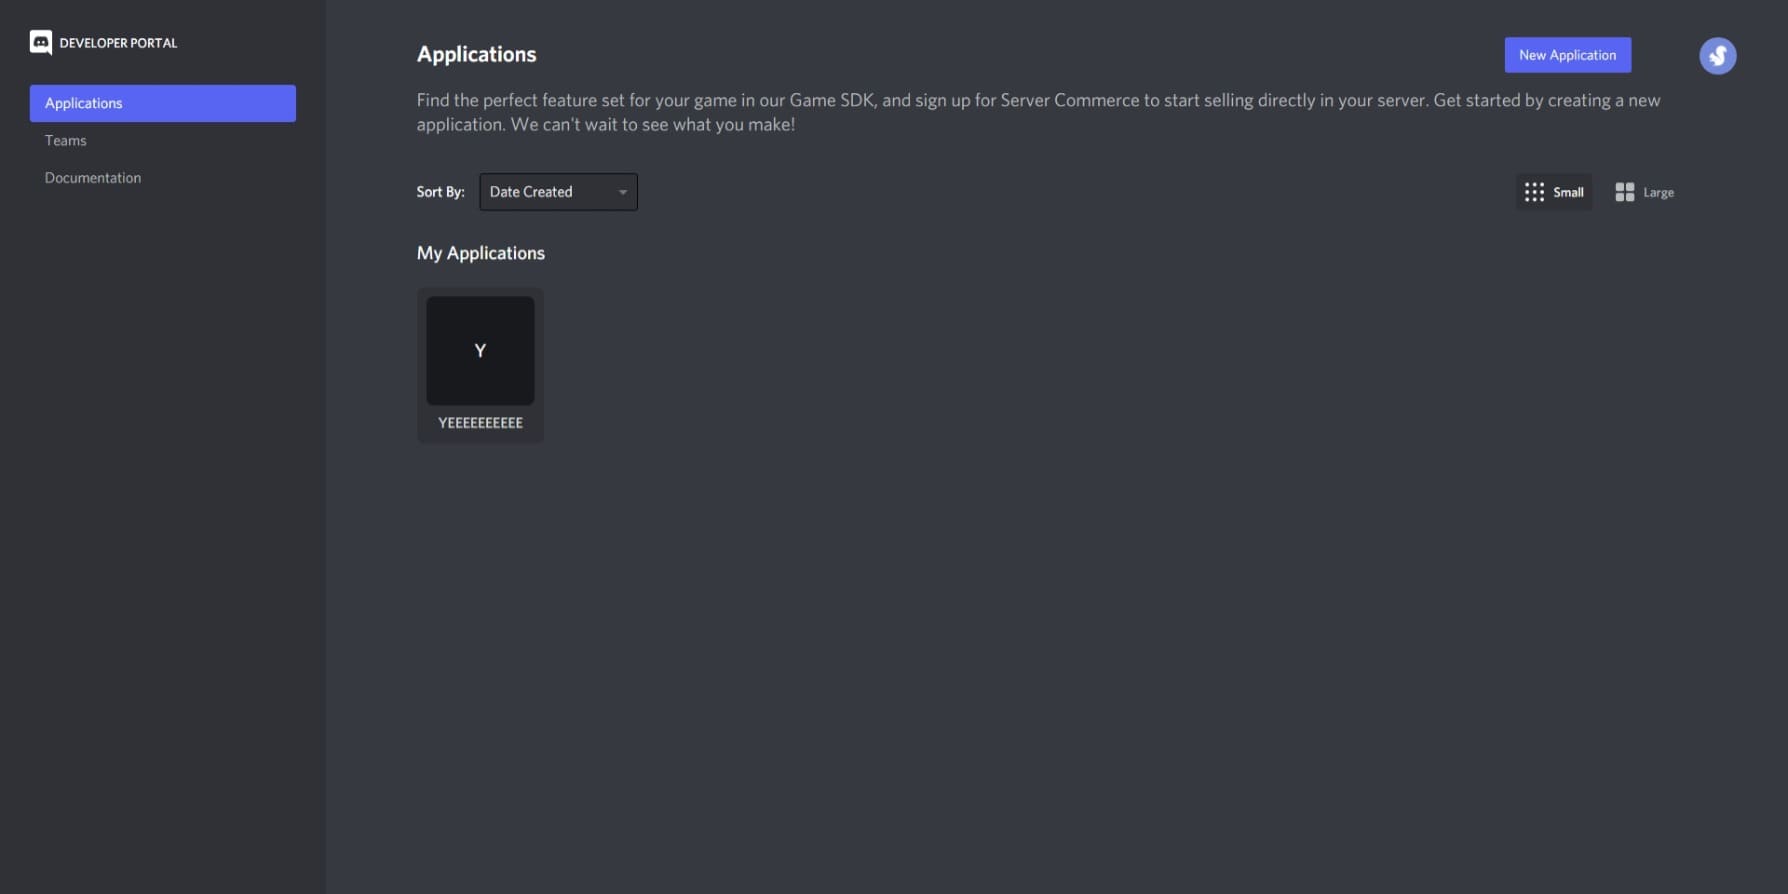 DEVELOPER PORTAL
Applications
Teams
Documentation
Applications
New Application
Find the perfect feature set for your game in our Game SDK, and sign up for Server Commerce to start selling directly in your server. Get started by creating a new
application. We can't wait to see what you make!
Sort By: Date Created
Small Large
My Applications
Y
YEEEEEEEEEE